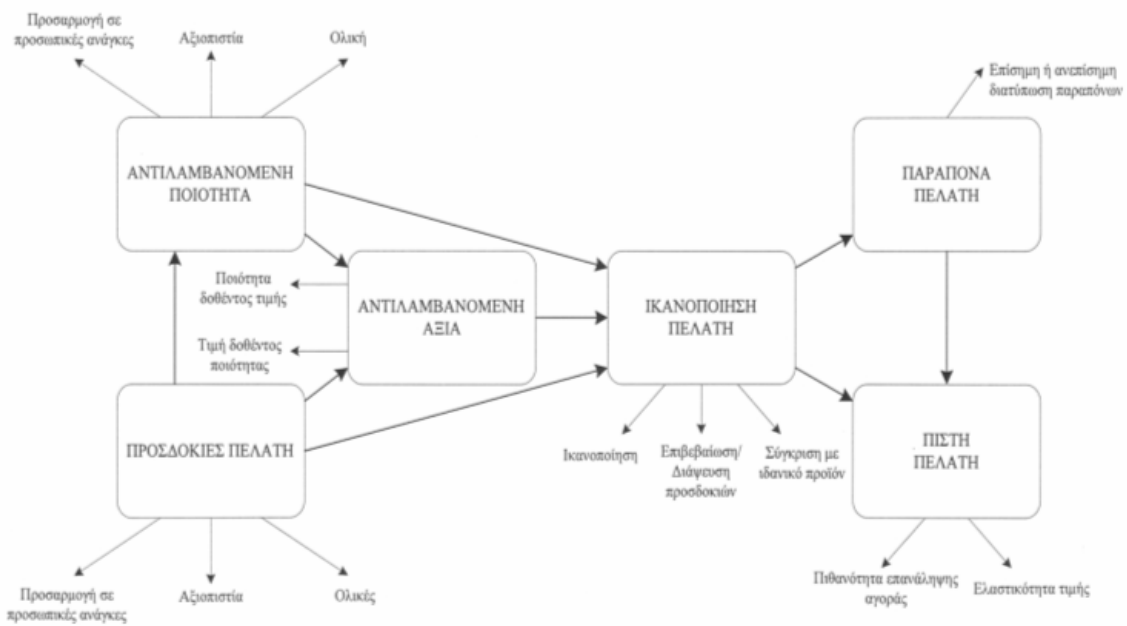 Προσαρμογή σε
προσωπικές ανάγκες
Αξιοπιστία
Ολική
Επίσημη ή ανεπίσημη
διατύπωση παραπόνων
ΑΝΤΙΛΑΜΒΑΝΟΜΕΝΗ
ΠΟΙΟΤΗΤΑ
ΠΑΡΑΠΟΝΑ
ΠΕΛΑΤΗ
Ποιότητα
δοθέντος τιμής
ΑΝΤΙΛΑΜΒΑΝΟΜΕΝΗ
ΑΞΙΑ
ΙΚΑΝΟΠΟΙΗΣΗ
ΠΕΛΑΤΗ
Τιμή δοθέντος
ποιότητας
ΠΡΟΣΔΟΚΙΕΣ ΠΕΛΑΤΗ
Ικανοποίηση
Επιβεβαίωση/
Διάψευση
προσδοκιών
Σύγκριση με
ιδανικό προϊόν
ΠΙΣΤΗ
ΠΕΛΑΤΗ
Προσαρμογή σε
προσωπικές ανάγκες
Αξιοπιστία
Ολικές
Πιθανότητα επανάληψης
αγοράς
Ελαστικότητα τιμής